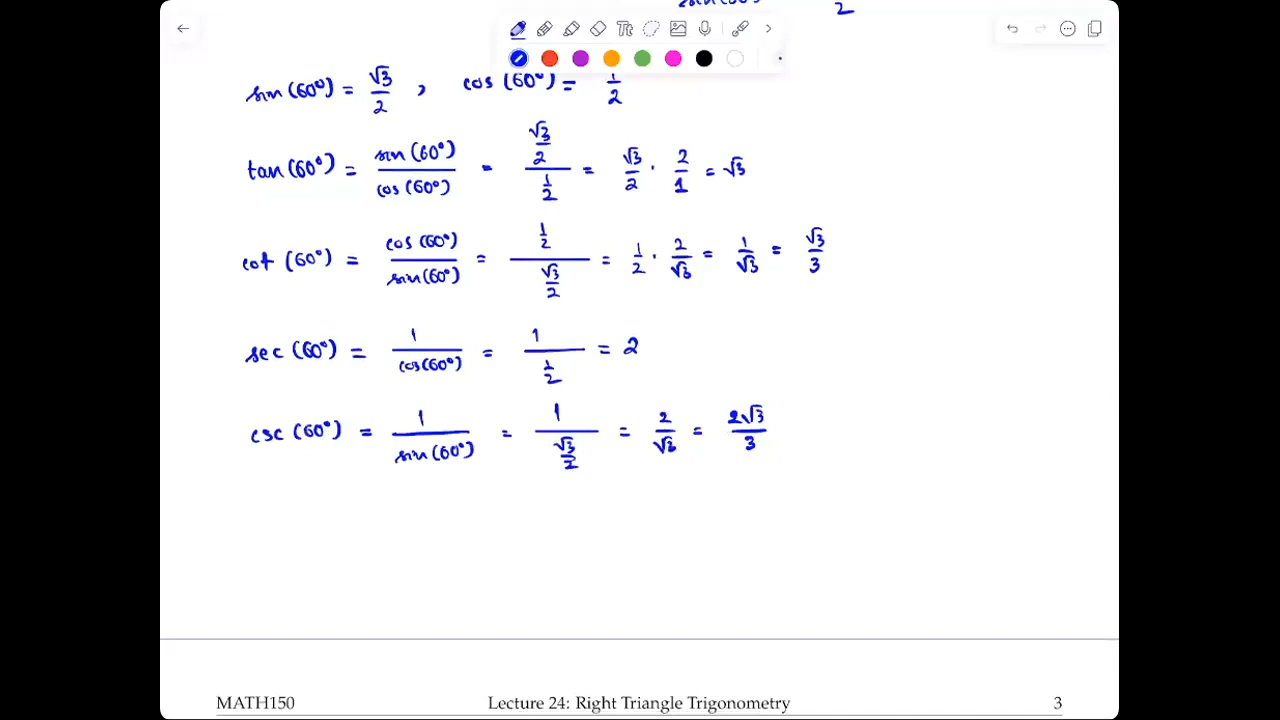 2
sin(60°) = √3/2 , cos(60°) = 1/2
tan(60°) = sin(60°)/cos(60°) = (√3/2)/(1/2) = √3/2 · 2/1 = √3
cot(60°) = cos(60°)/sin(60°) = (1/2)/(√3/2) = 1/2 · 2/√3 = 1/√3 = √3/3
sec(60°) = 1/cos(60°) = 1/(1/2) = 2
csc(60°) = 1/sin(60°) = 1/(√3/2) = 2/√3 = 2√3/3
MATH150 Lecture 24: Right Triangle Trigonometry 3